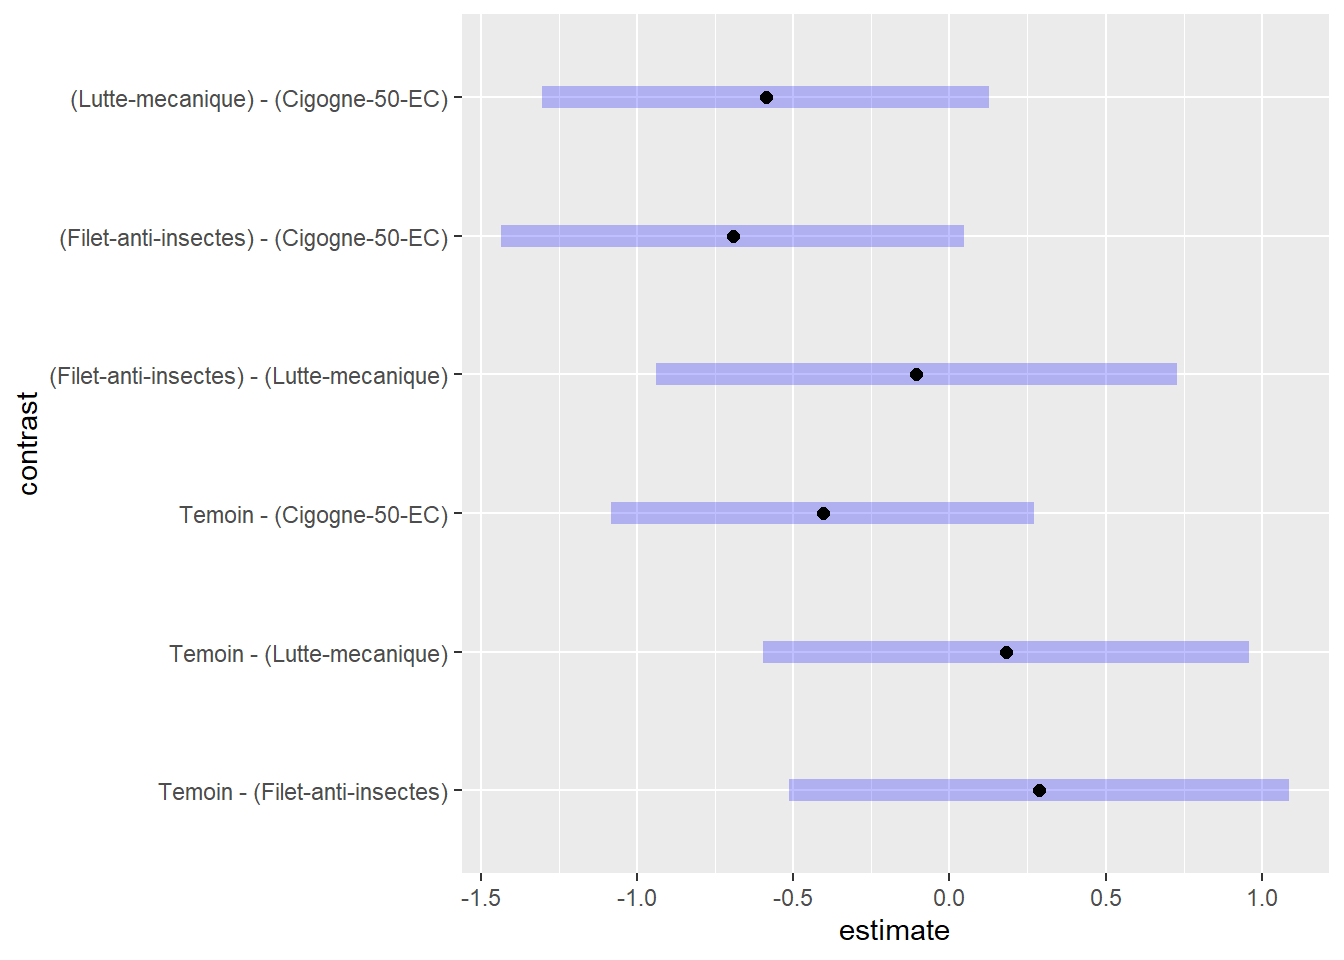 (Lutte-mecanique) - (Cigogne-50-EC)
(Filet-anti-insectes) - (Cigogne-50-EC)
(Filet-anti-insectes) - (Lutte-mecanique)
Temoin - (Cigogne-50-EC)
Temoin - (Lutte-mecanique)
Temoin - (Filet-anti-insectes)
contrast
-1.5 -1.0 -0.5 0.0 0.5 1.0
estimate